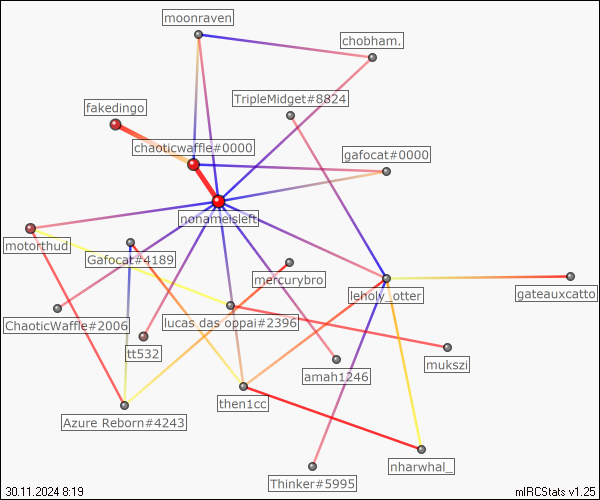 moonraven
chobham.
TripleMidget#8824
fakedingo
chaoticwaffle#0000
gafocat#0000
nonameisleft
motorthud
Gafocat#4189
mercurybro
leholy_otter
gateauxcatto
ChaoticWaffle#2006
lucas das oppai#2396
tt532
mukszi
amah1246
then1cc
Azure Reborn#4243
nharwhal_
Thinker#5995
30.11.2024 8:19
mIRCStats v1.25